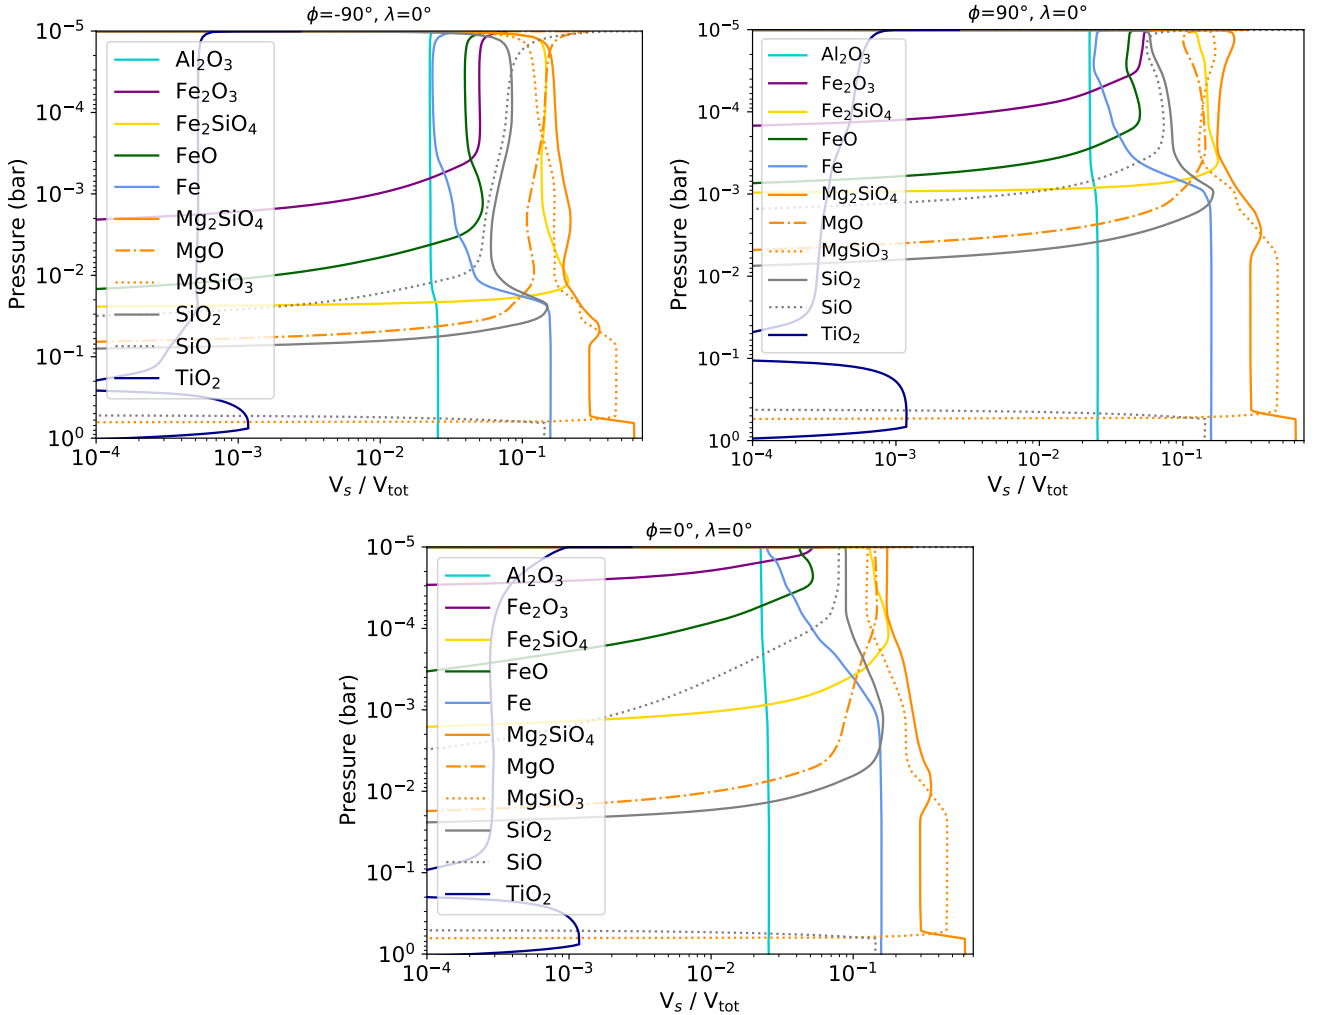 ϕ=-90°, λ=0°
10⁻⁵
10⁻⁴
10⁻³
10⁻²
10⁻¹
10⁰
Pressure (bar)
Al₂O₃
Fe₂O₃
Fe₂SiO₄
FeO
Fe
Mg₂SiO₄
MgO
MgSiO₃
SiO₂
SiO
TiO₂
10⁻⁴
10⁻³
10⁻²
10⁻¹
Vₛ / Vₜₒₜ
ϕ=90°, λ=0°
10⁻⁵
10⁻⁴
10⁻³
10⁻²
10⁻¹
10⁰
Pressure (bar)
Al₂O₃
Fe₂O₃
Fe₂SiO₄
FeO
Fe
Mg₂SiO₄
MgO
MgSiO₃
SiO₂
SiO
TiO₂
10⁻⁴
10⁻³
10⁻²
10⁻¹
Vₛ / Vₜₒₜ
ϕ=0°, λ=0°
10⁻⁵
10⁻⁴
10⁻³
10⁻²
10⁻¹
10⁰
Pressure (bar)
Al₂O₃
Fe₂O₃
Fe₂SiO₄
FeO
Fe
Mg₂SiO₄
MgO
MgSiO₃
SiO₂
SiO
TiO₂
10⁻⁴
10⁻³
10⁻²
10⁻¹
Vₛ / Vₜₒₜ